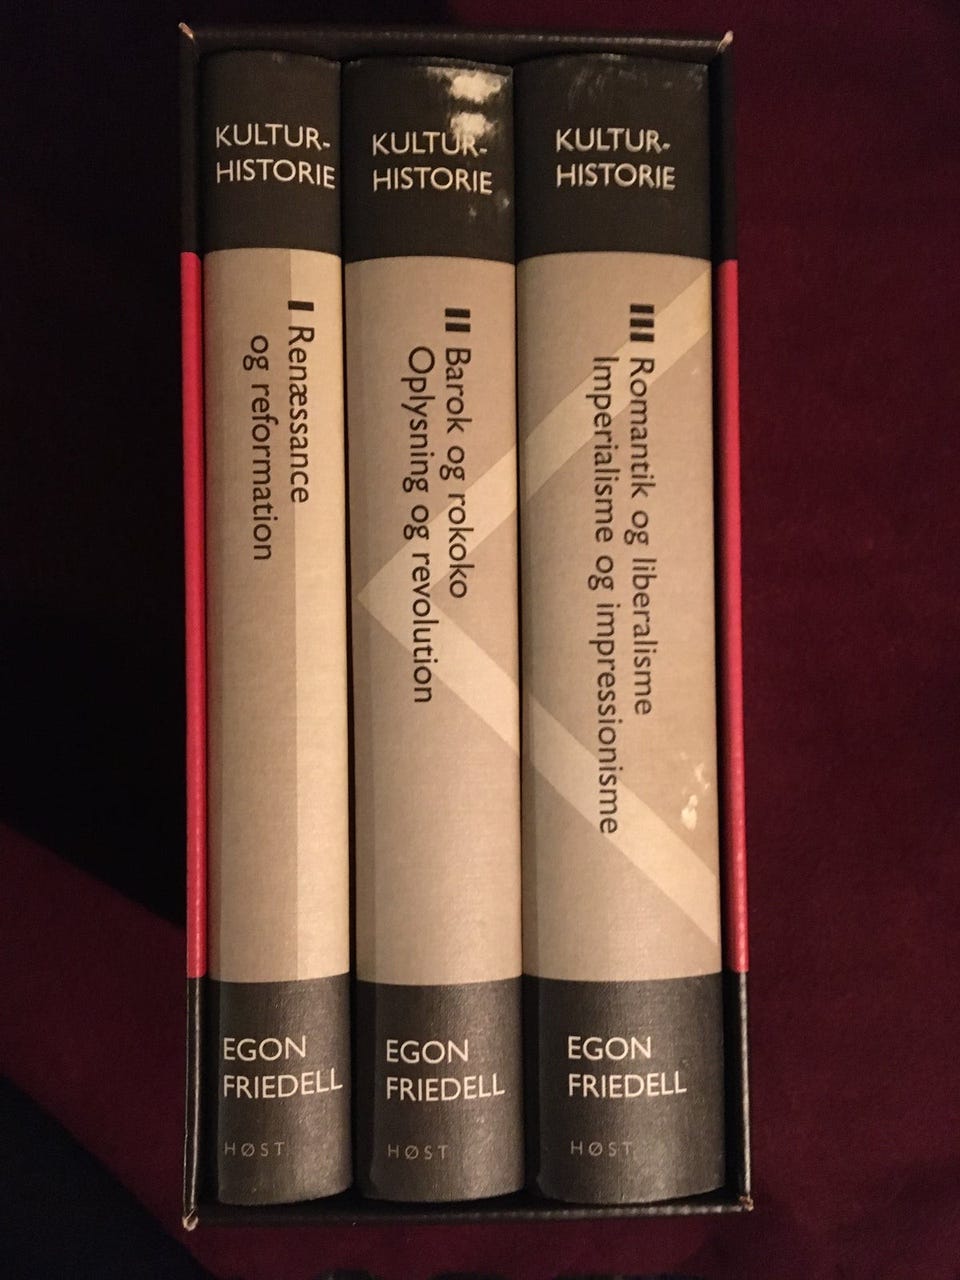 KULTUR-
HISTORIE
I Renæssance
og reformation
EGON
FRIEDELL
HØST
KULTUR-
HISTORIE
II Barok og rokoko
Oplysning og revolution
EGON
FRIEDELL
HØST
KULTUR-
HISTORIE
III Romantik og liberalisme
Imperialisme og impressionisme
EGON
FRIEDELL
HØST